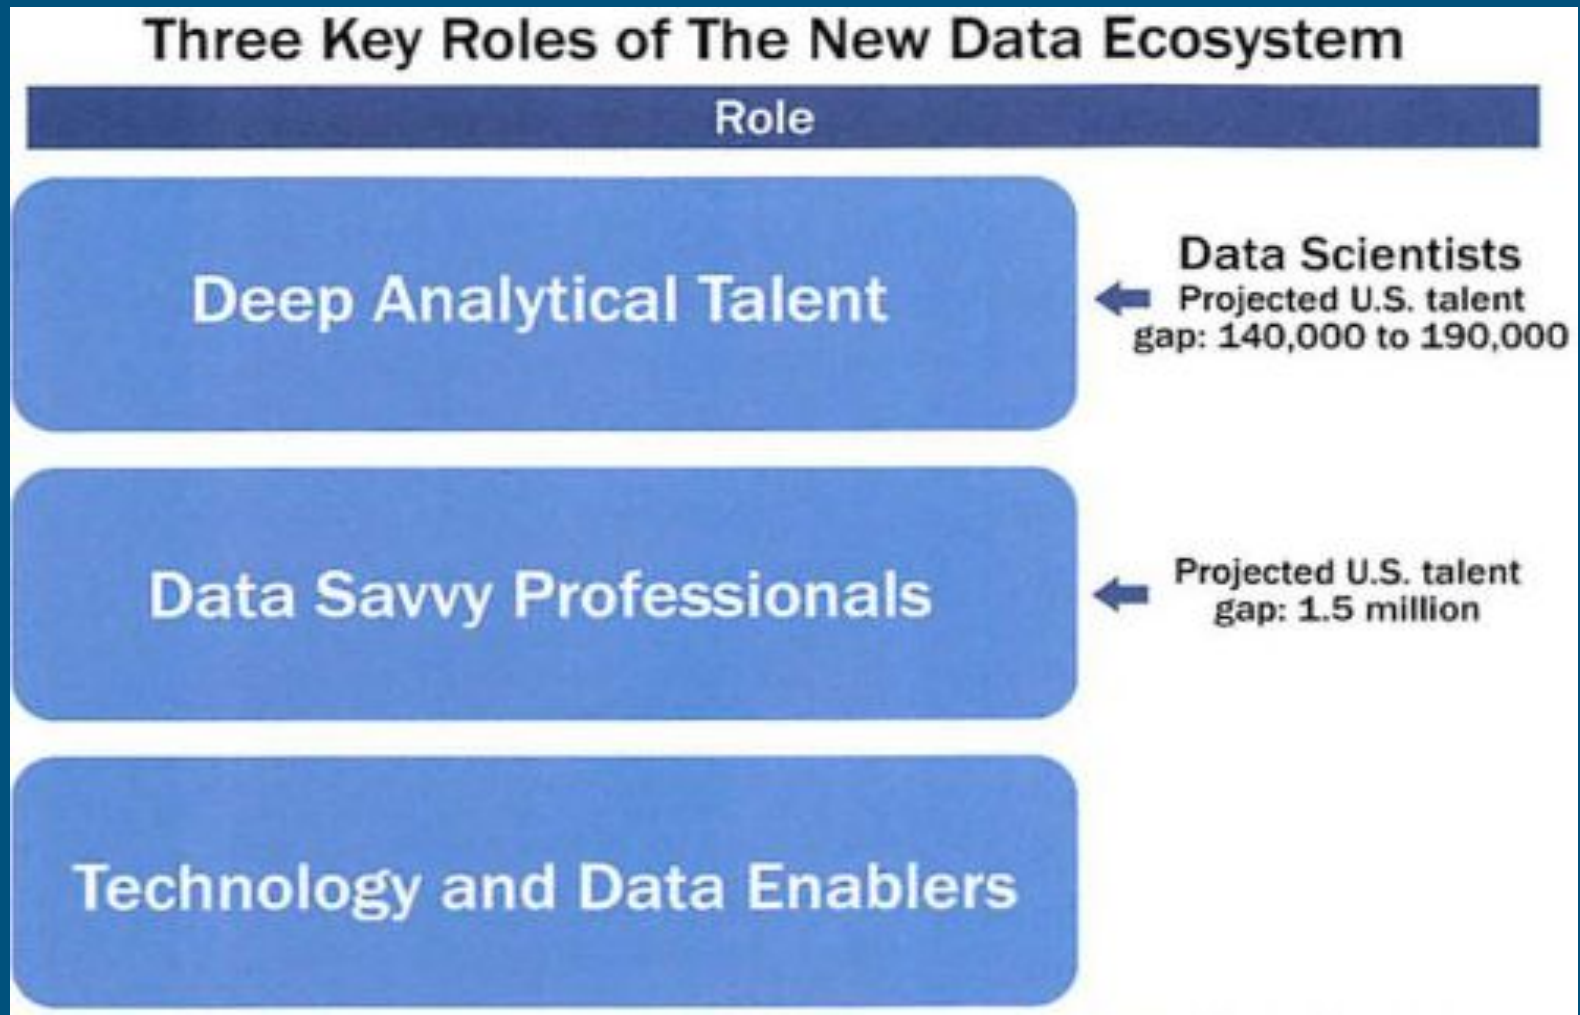 Three Key Roles of The New Data Ecosystem
Role
Deep Analytical Talent
Data Scientists
Projected U.S. talent
gap: 140,000 to 190,000
Data Savvy Professionals
Projected U.S. talent
gap: 1.5 million
Technology and Data Enablers